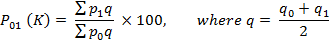 P₀₁ (K) = ∑ p₁q / ∑ p₀q × 100, where q = q₀ + q₁ / 2